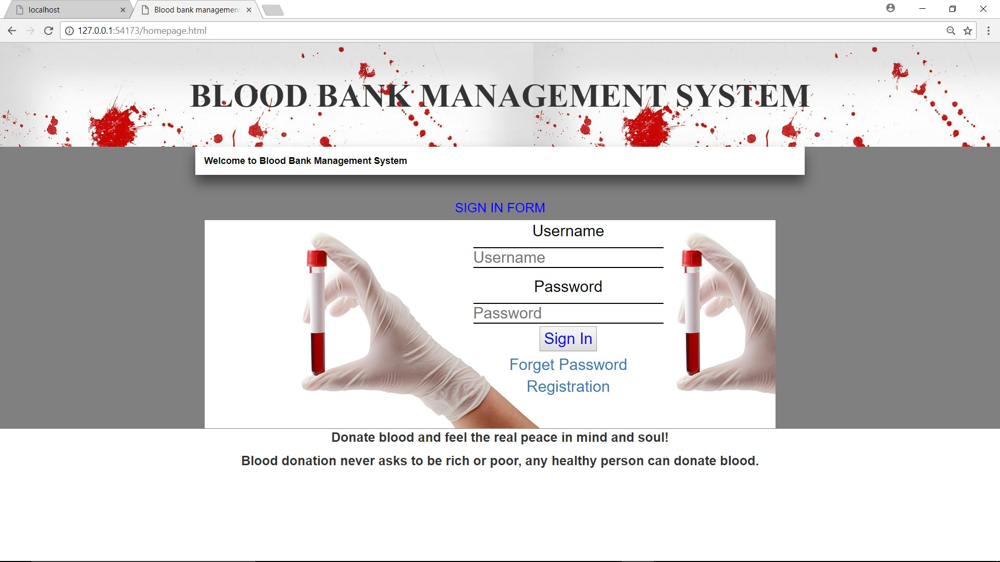 localhost
Blood bank managemen
127.0.0.1:54173/homepage.html
BLOOD BANK MANAGEMENT SYSTEM
Welcome to Blood Bank Management System
SIGN IN FORM
Username
Username
Password
Password
Sign In
Forget Password
Registration
Donate blood and feel the real peace in mind and soul!
Blood donation never asks to be rich or poor, any healthy person can donate blood.